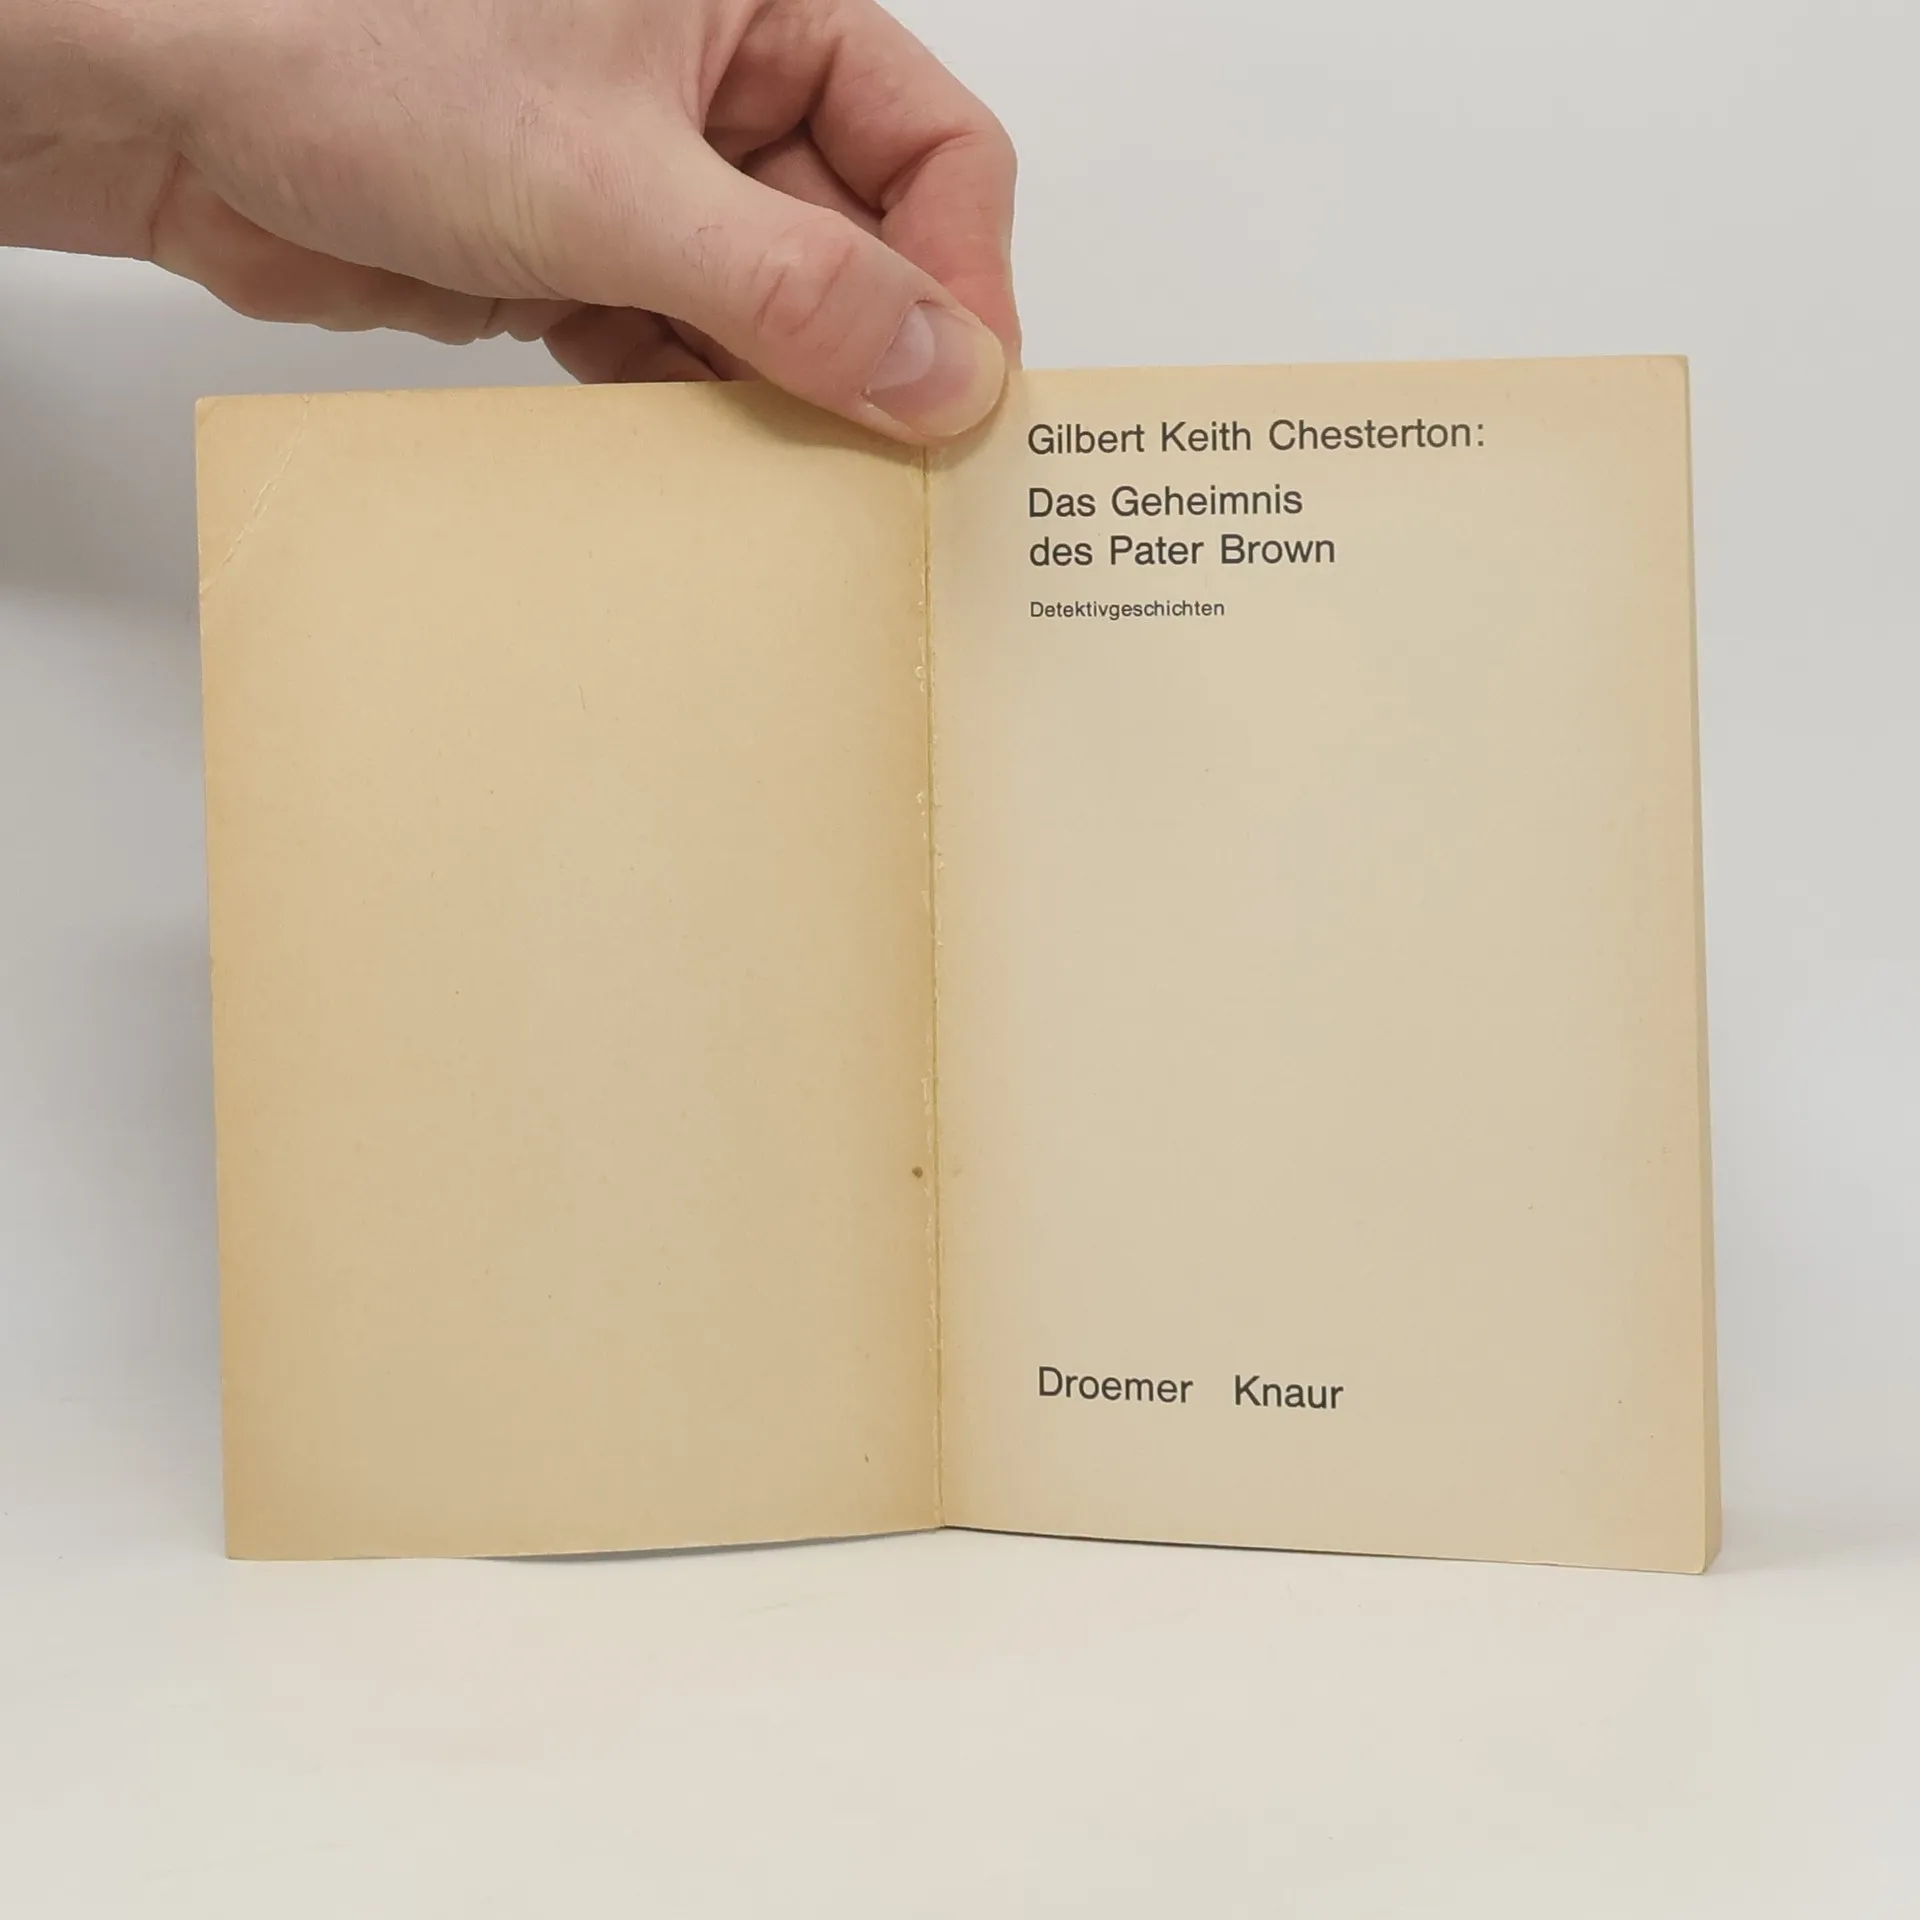 Gilbert Keith Chesterton:
Das Geheimnis
des Pater Brown
Detektivgeschichten
Droemer Knaur